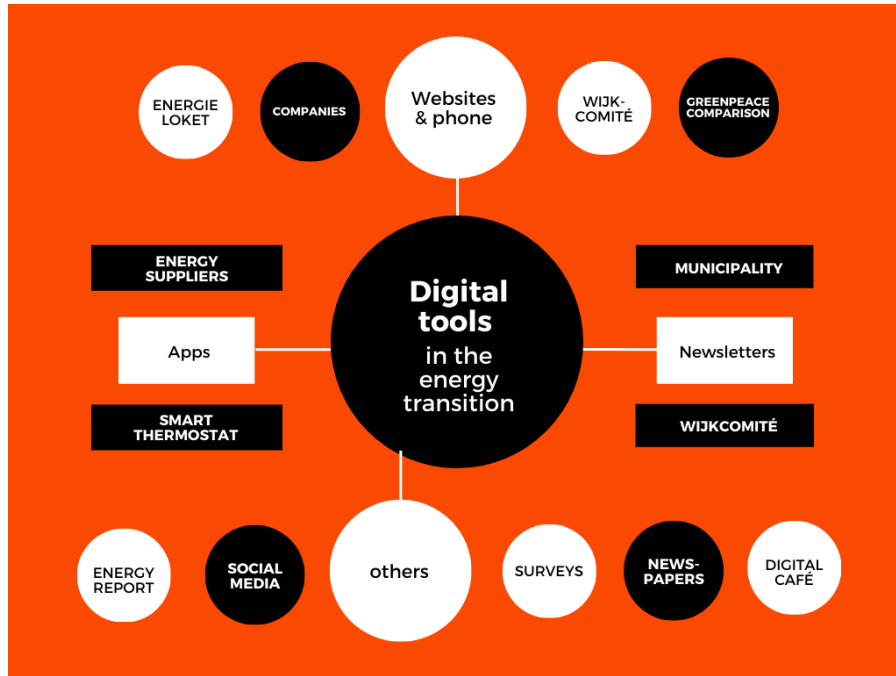 ENERGIE
LOKET
COMPANIES
Websites
& phone
WIJK-
COMITÉ
GREENPEACE
COMPARISON
ENERGY
SUPPLIERS
MUNICIPALITY
Digital
tools
in the
energy
transition
Apps
Newsletters
SMART
THERMOSTAT
WIJKCOMITÉ
ENERGY
REPORT
SOCIAL
MEDIA
others
SURVEYS
NEWS-
PAPERS
DIGITAL
CAFÉ